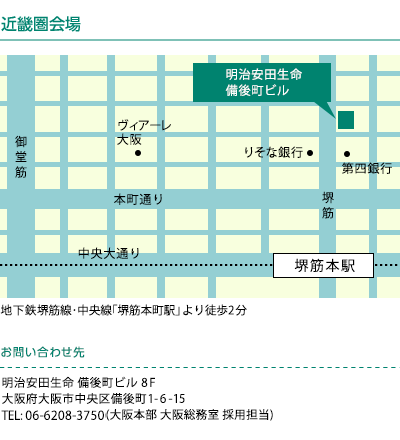 近畿圏会場
明治安田生命
備後町ビル
ヴィアーレ
大阪
御堂筋
りそな銀行
第四銀行
本町通り
堺筋
中央大通り
堺筋本駅
地下鉄堺筋線・中央線「堺筋本町駅」より徒歩2分
お問い合わせ先
明治安田生命 備後町ビル 8F
大阪府大阪市中央区備後町1-6-15
TEL: 06-6208-3750(大阪本部 大阪総務室 採用担当)